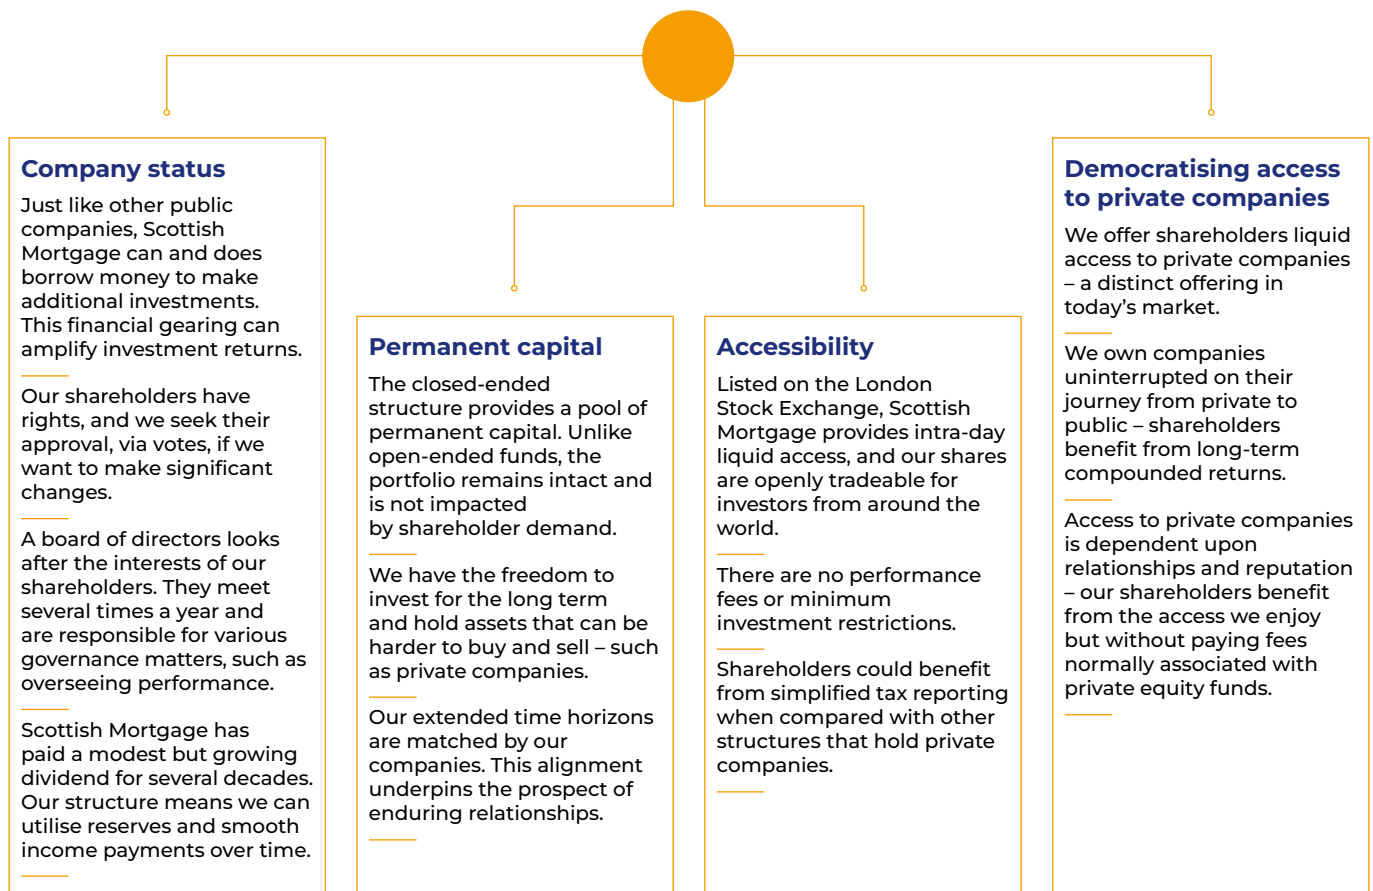 Company status
Just like other public
companies, Scottish
Mortgage can and does
borrow money to make
additional investments.
This financial gearing can
amplify investment returns.
Our shareholders have
rights, and we seek their
approval, via votes, if we
want to make significant
changes.
A board of directors looks
after the interests of our
shareholders. They meet
several times a year and
are responsible for various
governance matters, such as
overseeing performance.
Scottish Mortgage has
paid a modest but growing
dividend for several decades.
Our structure means we can
utilise reserves and smooth
income payments over time.
Permanent capital
The closed-ended
structure provides a pool of
permanent capital. Unlike
open-ended funds, the
portfolio remains intact and
is not impacted
by shareholder demand.
We have the freedom to
invest for the long term
and hold assets that can be
harder to buy and sell – such
as private companies.
Our extended time horizons
are matched by our
companies. This alignment
underpins the prospect of
enduring relationships.
Accessibility
Listed on the London
Stock Exchange, Scottish
Mortgage provides intra-day
liquid access, and our shares
are openly tradeable for
investors from around the
world.
There are no performance
fees or minimum
investment restrictions.
Shareholders could benefit
from simplified tax reporting
when compared with other
structures that hold private
companies.
Democratising access
to private companies
We offer shareholders liquid
access to private companies
– a distinct offering in
today’s market.
We own companies
uninterrupted on their
journey from private to
public – shareholders
benefit from long-term
compounded returns.
Access to private companies
is dependent upon
relationships and reputation
– our shareholders benefit
from the access we enjoy
but without paying fees
normally associated with
private equity funds.